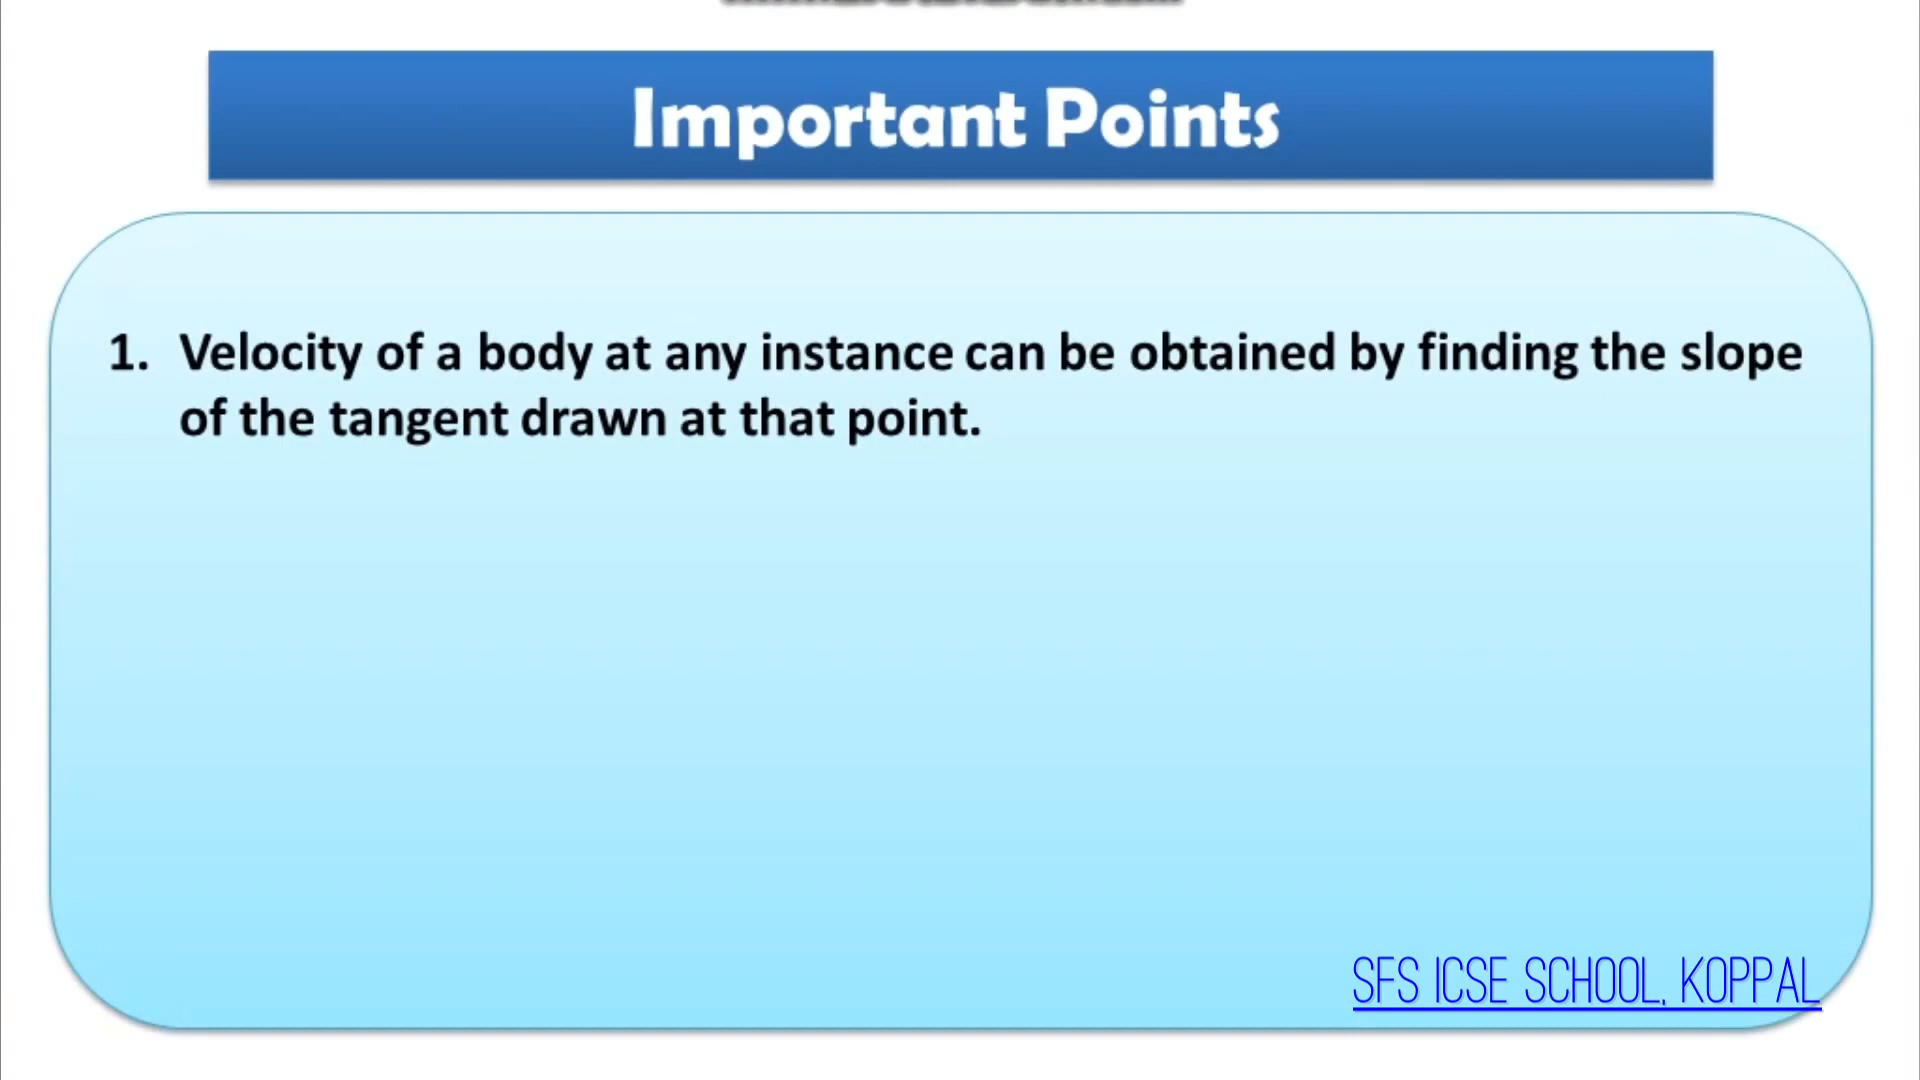 Important Points
1. Velocity of a body at any instance can be obtained by finding the slope
of the tangent drawn at that point.
SFS ICSE SCHOOL, KOPPAL